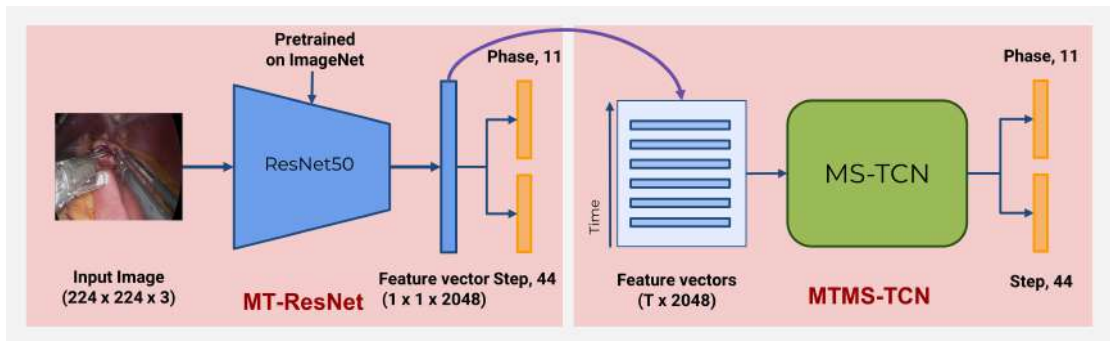 Pretrained
on ImageNet
Phase, 11
ResNet50
Input Image
(224 x 224 x 3)
MT-ResNet
Feature vector
(1 x 1 x 2048)
Step, 44
Time
Feature vectors
(T x 2048)
MS-TCN
MTMS-TCN
Phase, 11
Step, 44